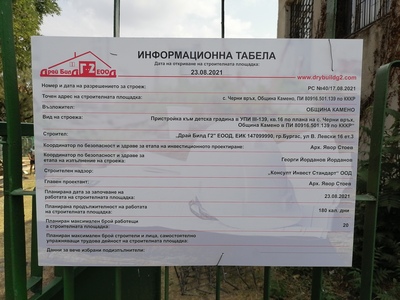 Драй Билд Г-2 ЕООД
ИНФОРМАЦИОННА ТАБЕЛА
Дата на откриване на строителната площадка:
23.08.2021
www.drybuildg2.com
Номер и дата на разрешението за строеж: РС №40/17.08.2021
Точен адрес на строителната площадка: с. Черни връх, Община Камено, ПИ 80916.501.139 по КККР
Възложител: ОБЩИНА КАМЕНО
Вид на строежа: Пристройка към детска градина в УПИ III-139, кв.16 по плана на с. Черни връх,
Община Камено в ПИ 80916.501.139 по КККР"
Строител: „Драй Билд Г2" ЕООД, ЕИК 147099900, гр.Бургас, ул В. Левски 16 ет.3
Координатор по безопасност и здраве за етапа на инвестиционното проектиране: Арх. Явор Стоев
Координатор по безопасност и здраве за
етапа на изпълнение на строежа: Георги Йорданов Йорданов
Строителен надзор: „Консулт Инвест Стандарт" ООД
Главен проектант: Арх. Явор Стоев
Планирана дата за започване на
работата на строителната площадка: 23.08.2021
Планирана продължителност на работата
на строителната площадка: 180 кал. дни
Планиран максимален брой работещи
в строителната площадка: 20
Планиран максимален брой строители и лица, самостоятелно
упражняващи трудова дейност на строителната площадка:
Данни за вече избрани подизпълнители: